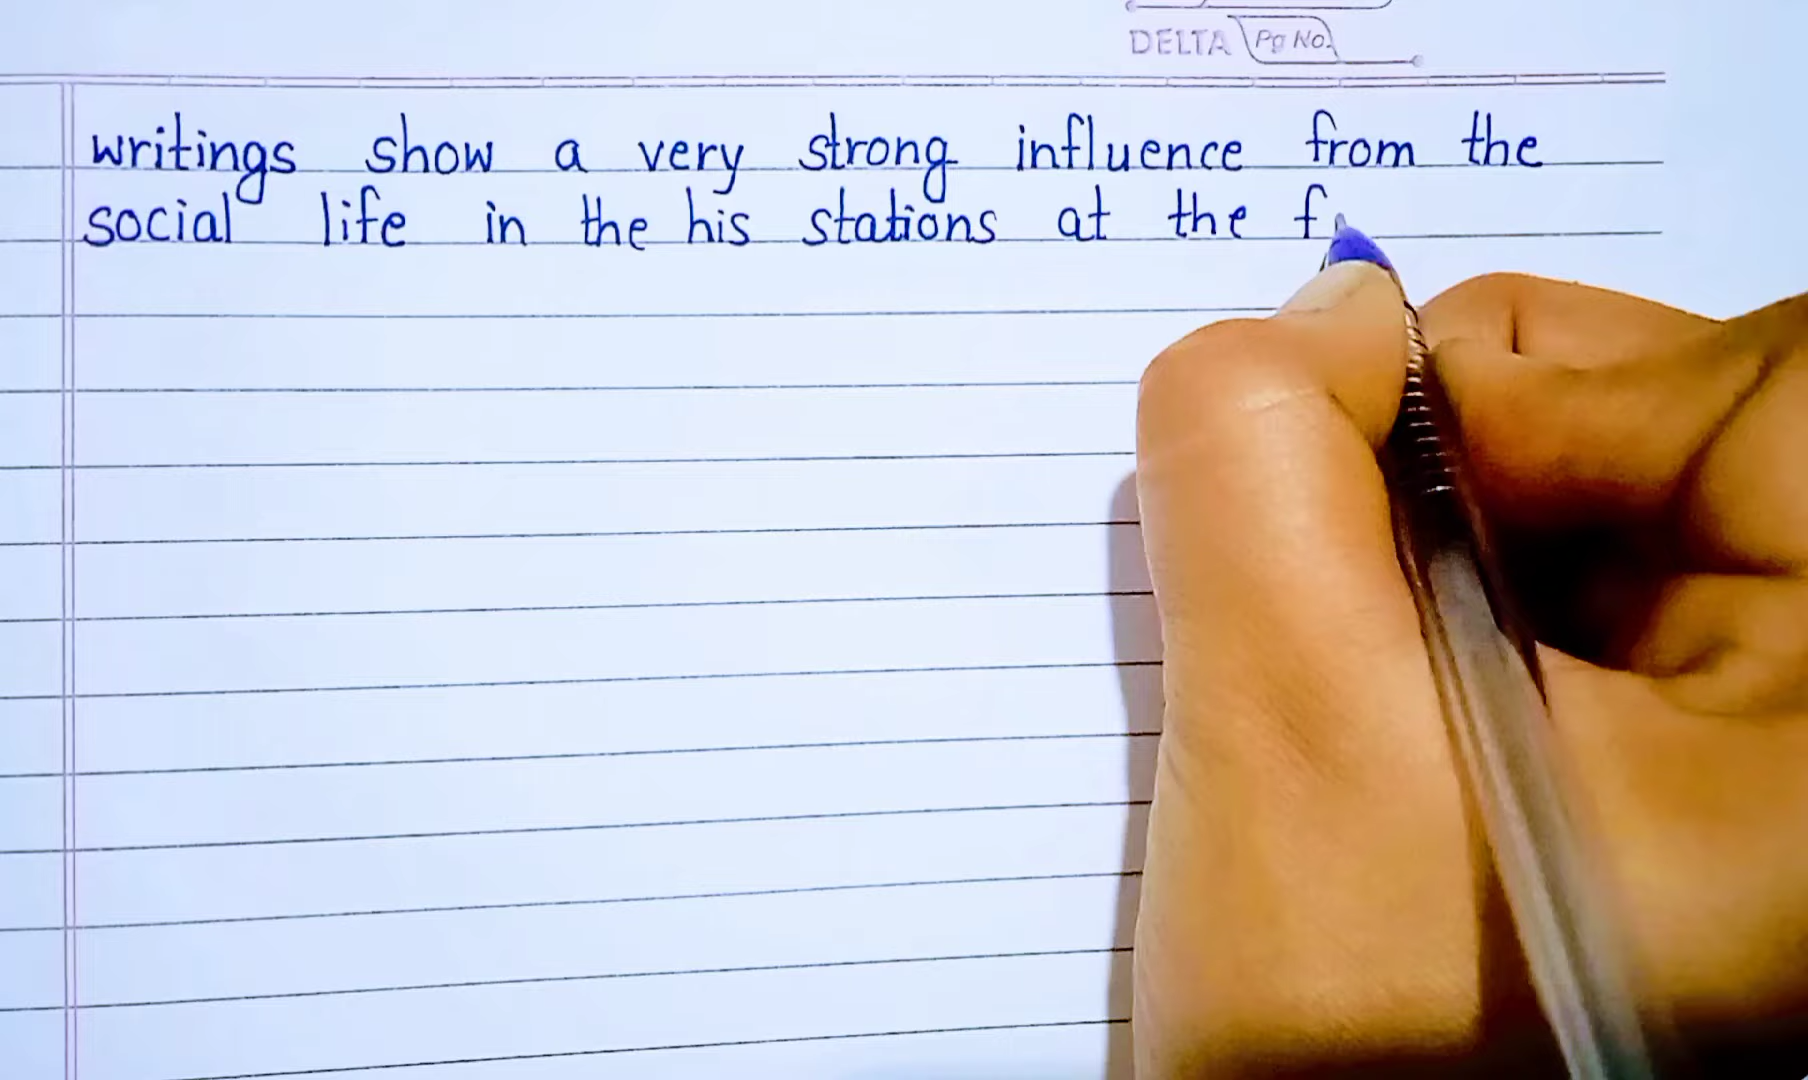 DELTA Pg No.
writings show a very strong influence from the
social life in the his stations at the